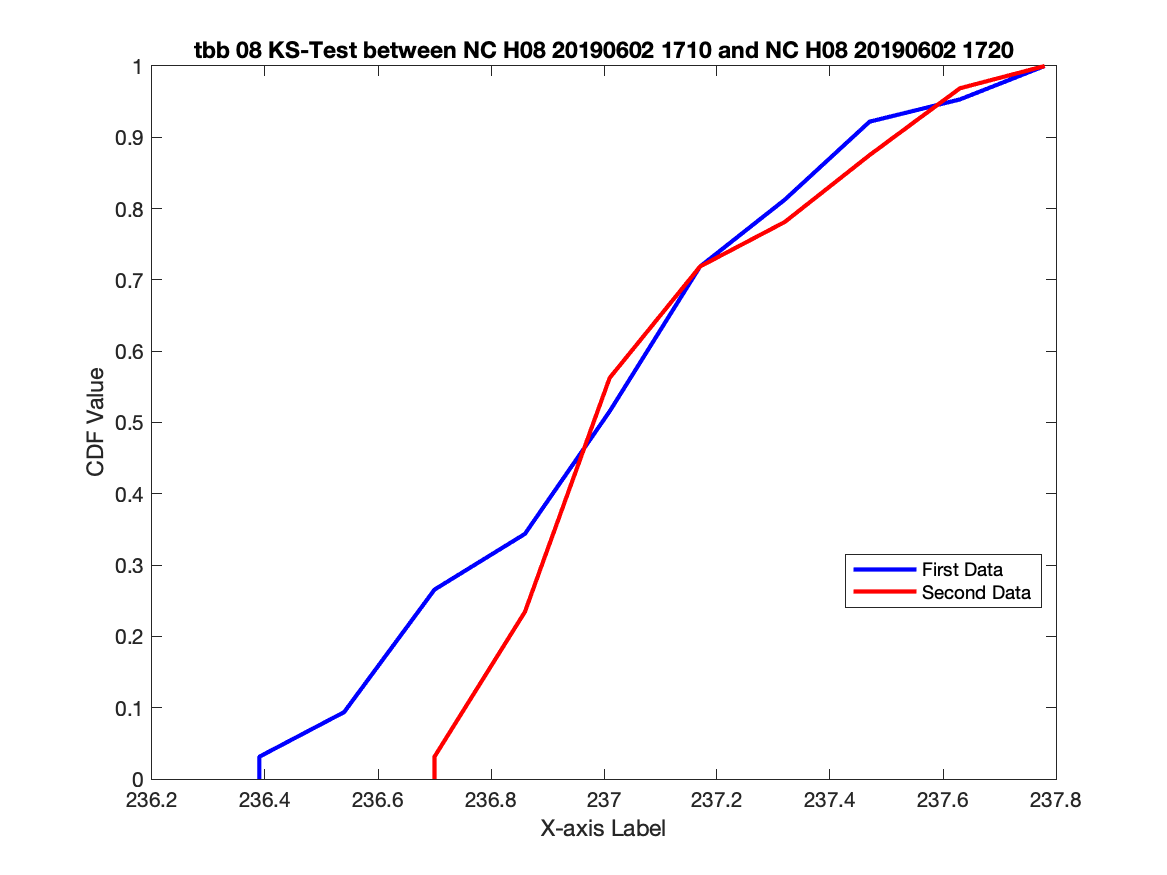 tbb 08 KS-Test between NC H08 20190602 1710 and NC H08 20190602 1720
1
0.9
0.8
0.7
0.6
0.5
0.4
0.3
0.2
0.1
0
CDF Value
First Data
Second Data
236.2 236.4 236.6 236.8 237 237.2 237.4 237.6 237.8
X-axis Label